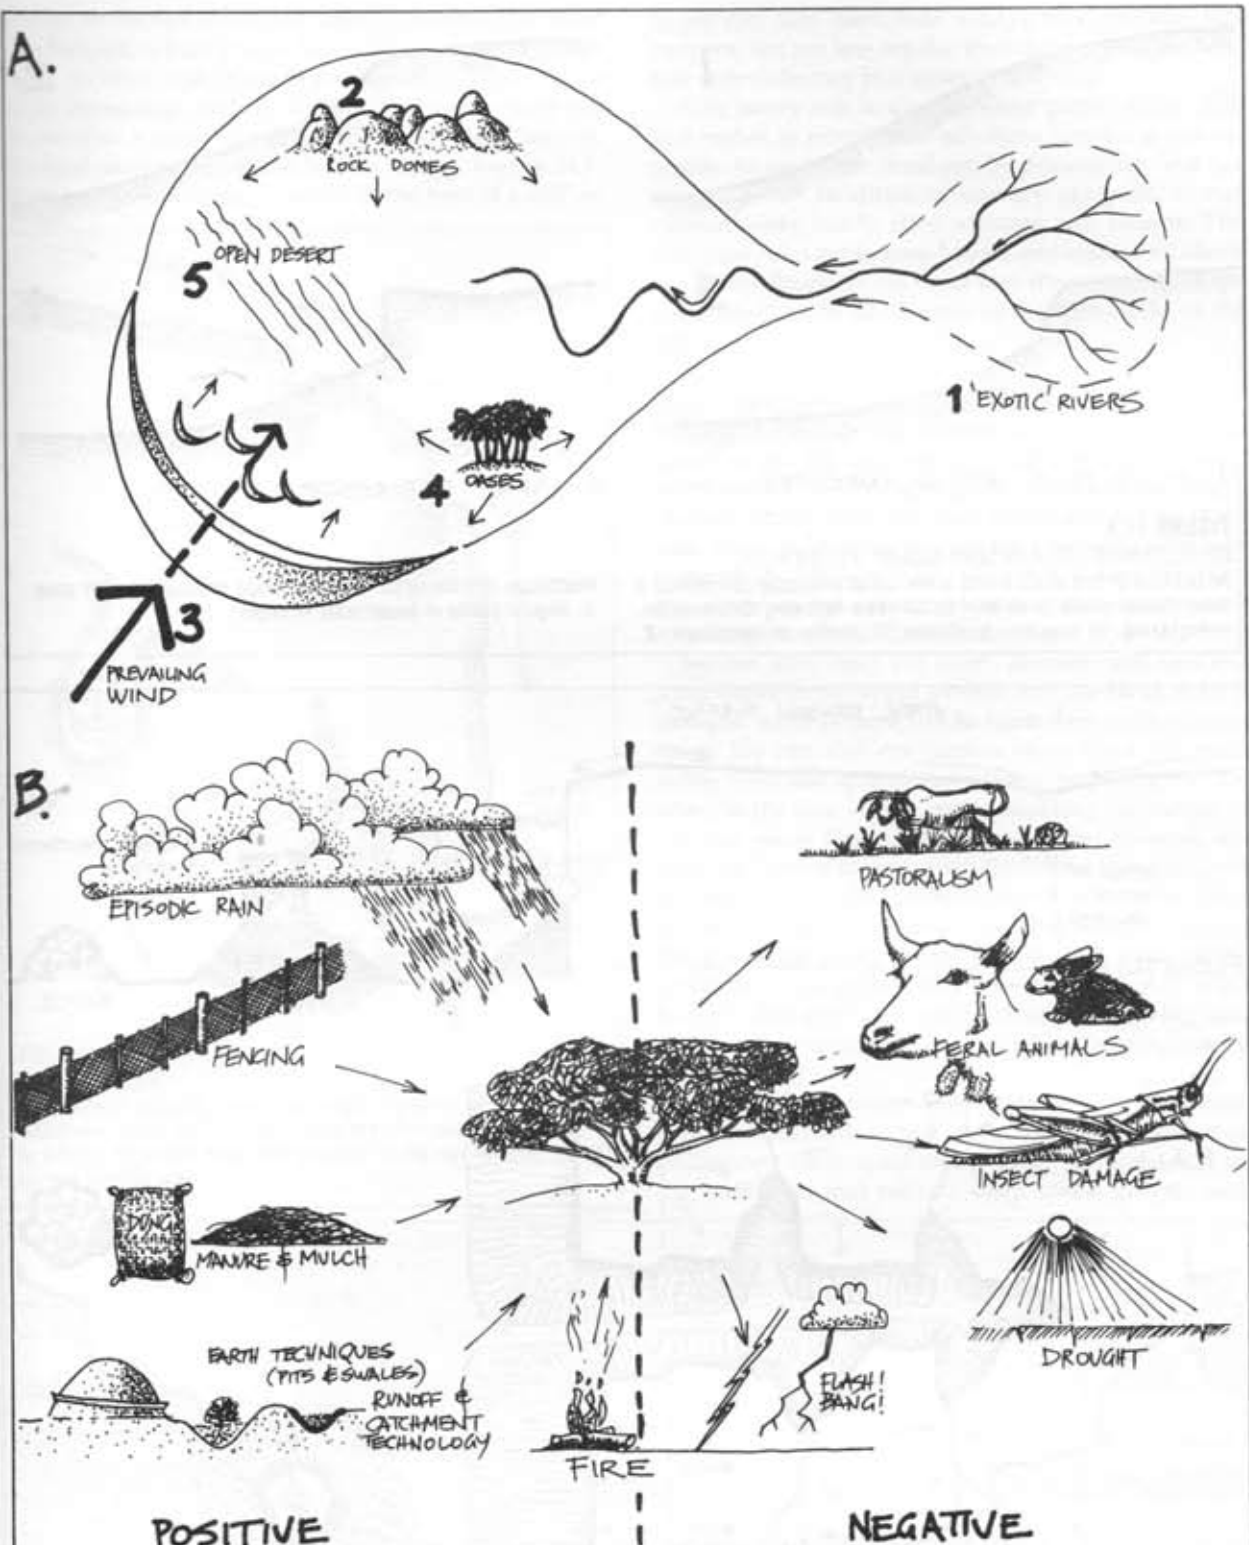 A.
2
ROCK DOMES
OPEN DESERT
5
1 'EXOTIC' RIVERS
4
OASES
3
PREVAILING
WIND
B.
EPISODIC RAIN
PASTORALISM
FENCING
FERAL ANIMALS
INSECT DAMAGE
DUNG
MANURE & MULCH
DROUGHT
EARTH TECHNIQUES
(PITS & SWALES)
RUNOFF &
CATCHMENT
TECHNOLOGY
FLASH!
BANG!
FIRE
POSITIVE
NEGATIVE